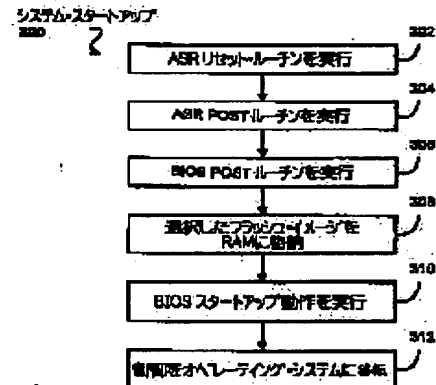 システム・スタートアップ
300
302
ASRリセット・ルーチンを実行
304
ASR POSTルーチンを実行
306
BIOS POSTルーチンを実行
308
選択したフラッシュ・イメージを
RAMに格納
310
BIOS スタートアップ動作を実行
312
制御をオペレーティング・システムに移転